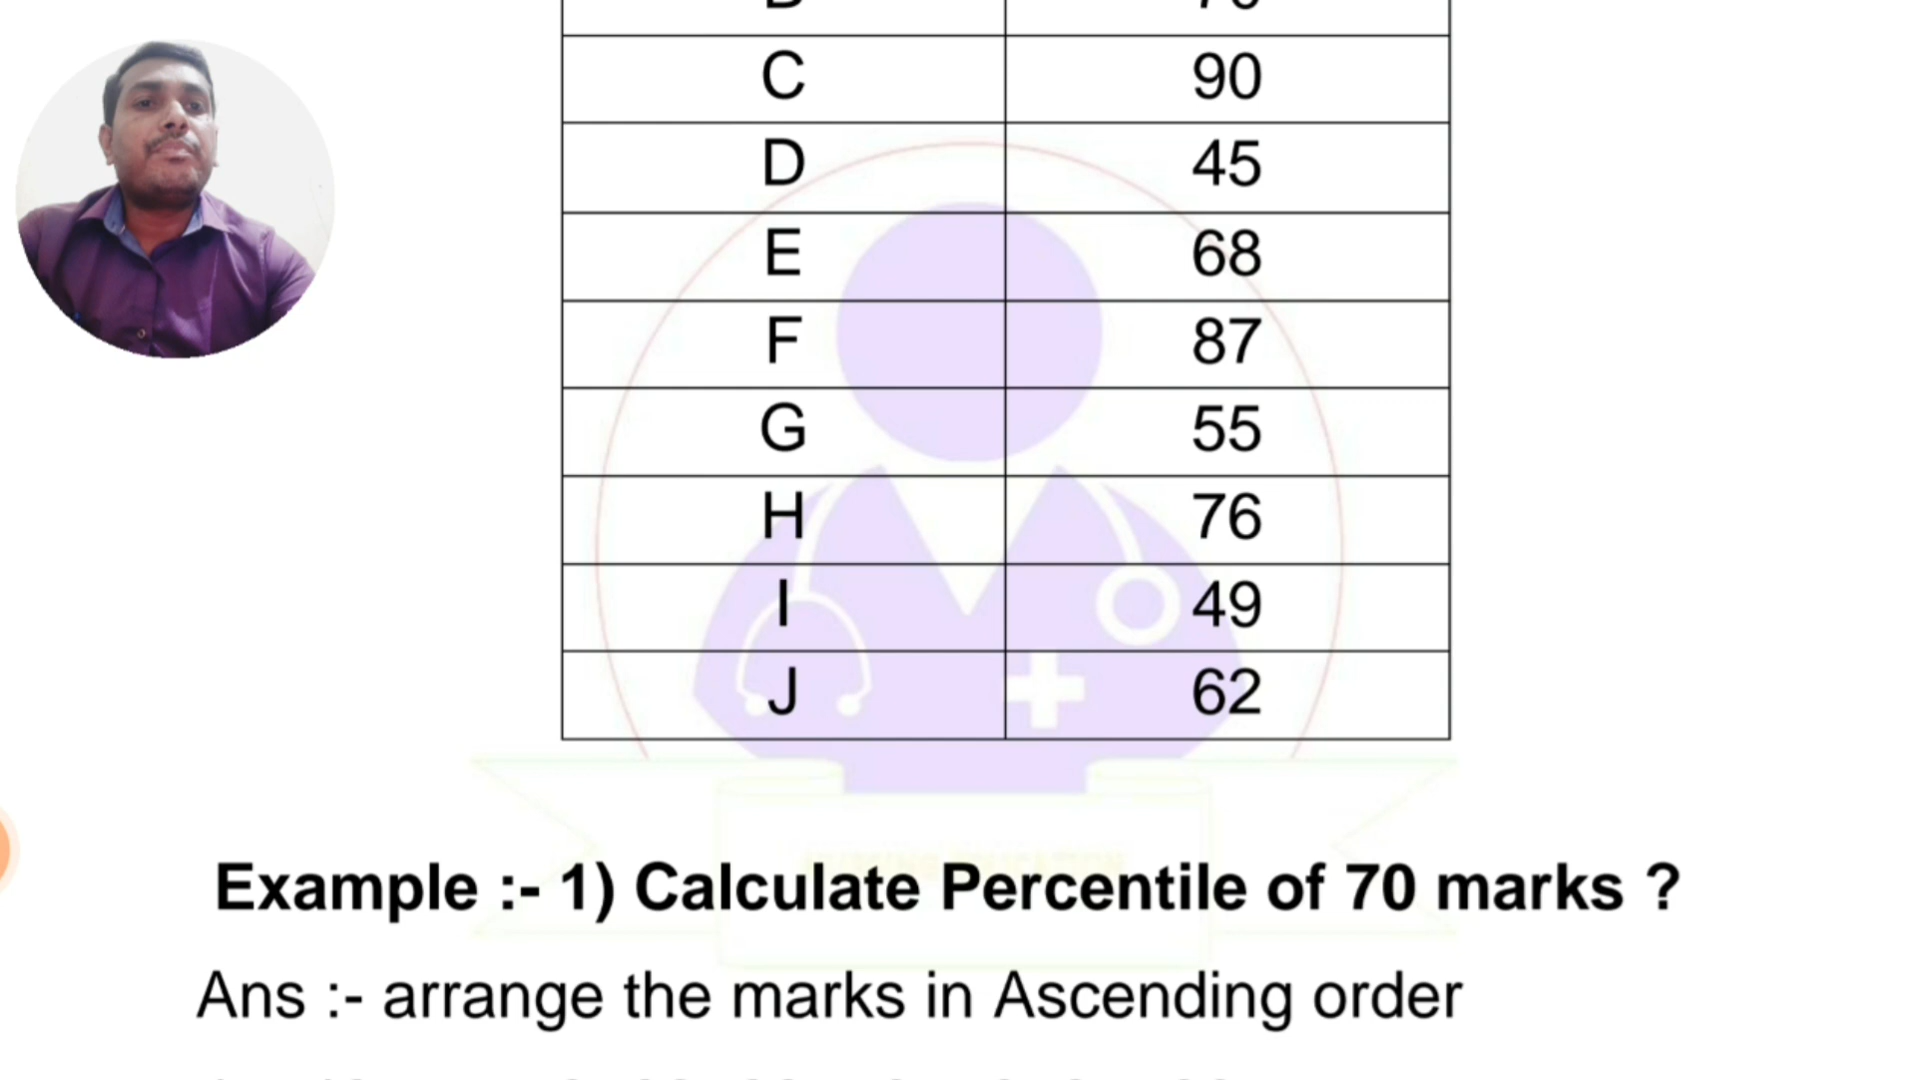 C 90
D 45
E 68
F 87
G 55
H 76
I 49
J 62
Example :- 1) Calculate Percentile of 70 marks ?
Ans :- arrange the marks in Ascending order